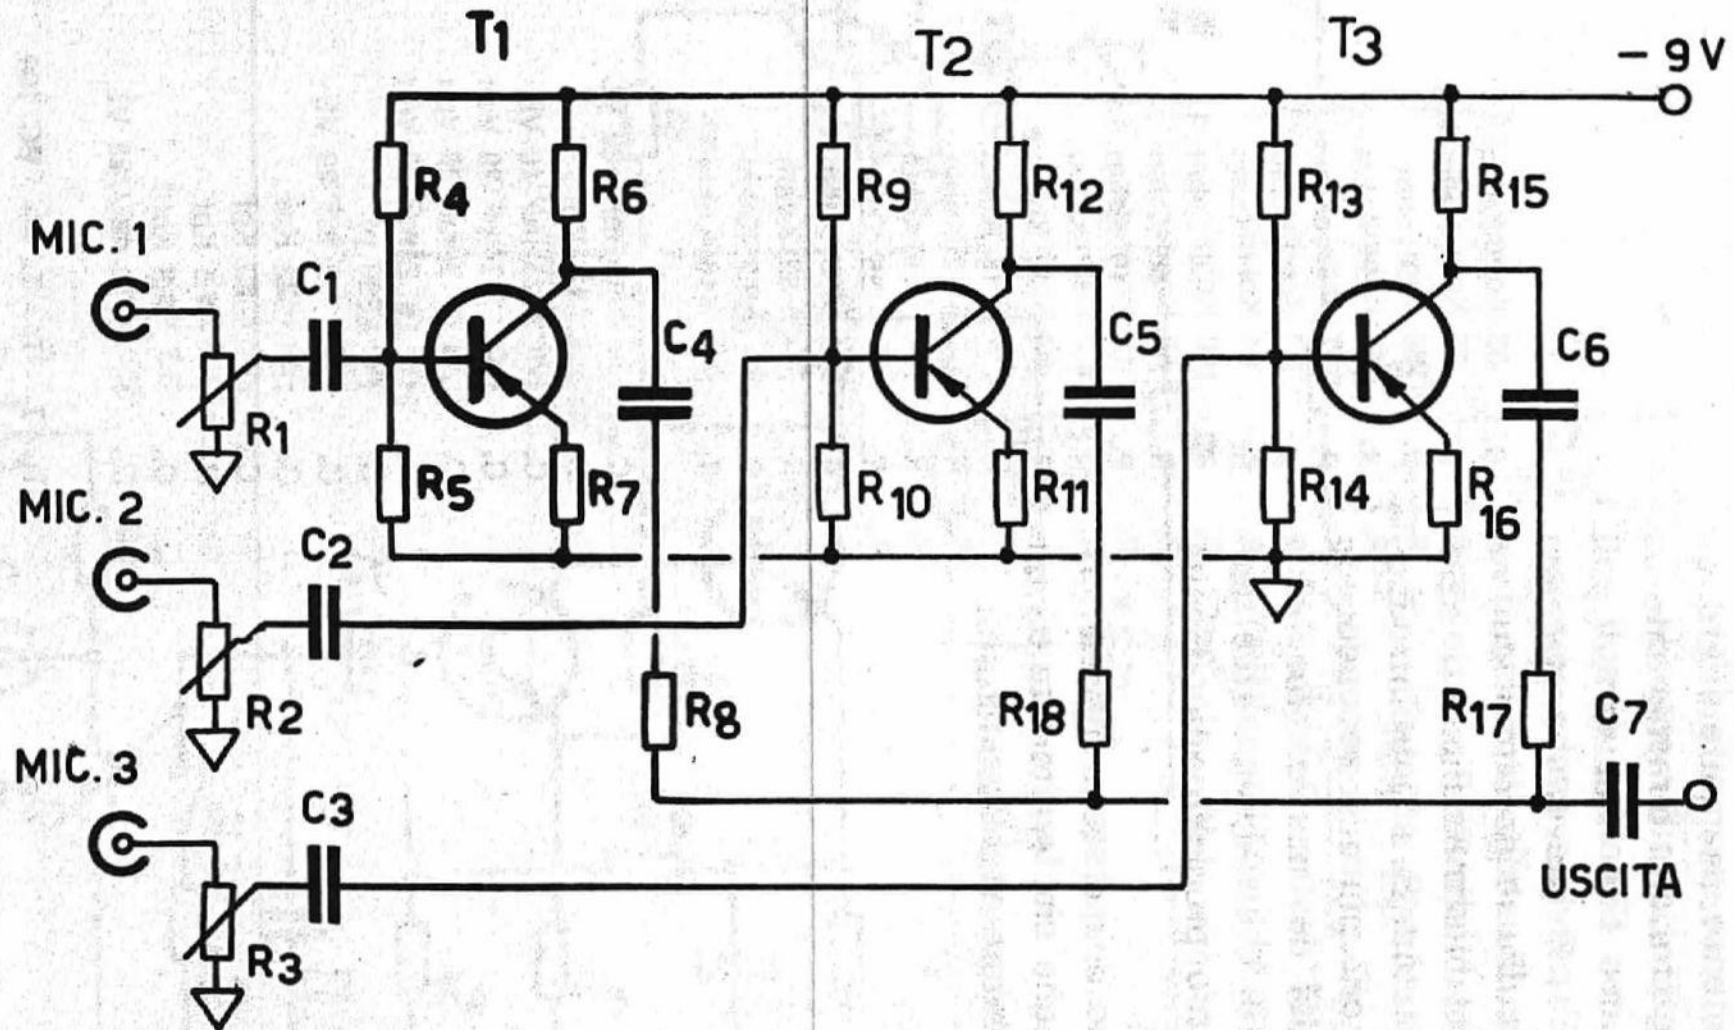 T1
T2
T3
- 9 V
R4
R6
R9
R12
R13
R15
MIC. 1
C1
C4
C5
C6
R1
R5
R7
R10
R11
R14
R16
MIC. 2
C2
R2
R8
R18
R17
C7
MIC. 3
C3
R3
USCITA